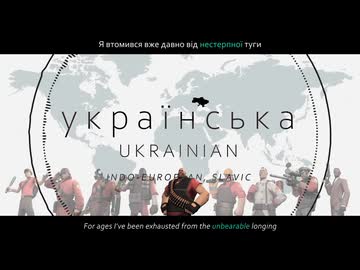 Я втомився вже давно від нестерпної туги
українська
UKRAINIAN
INDO-EUROPEAN, SLAVIC
For ages I've been exhausted from the unbearable longing